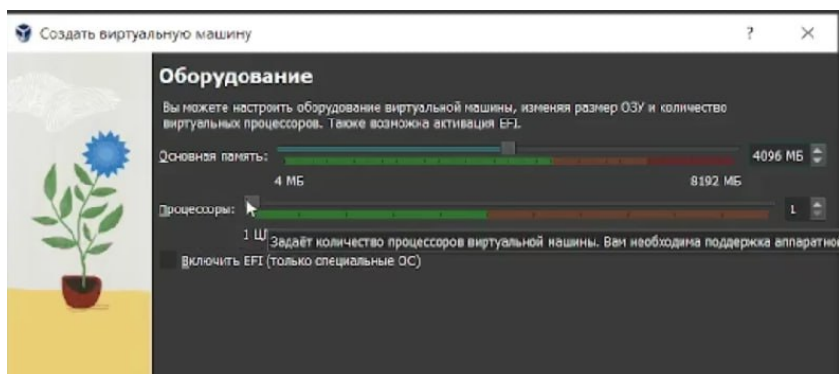 Создать виртуальную машину
Оборудование
Вы можете настроить оборудование виртуальной машины, изменяя размер ОЗУ и количество
виртуальных процессоров. Также возможна активация EFI.
Основная память:
4096 МБ
4 МБ
8192 МБ
Процессоры:
1
1 Ц
Задаёт количество процессоров виртуальной машины. Вам необходима поддержка
Включить EFI (только специальные ОС)